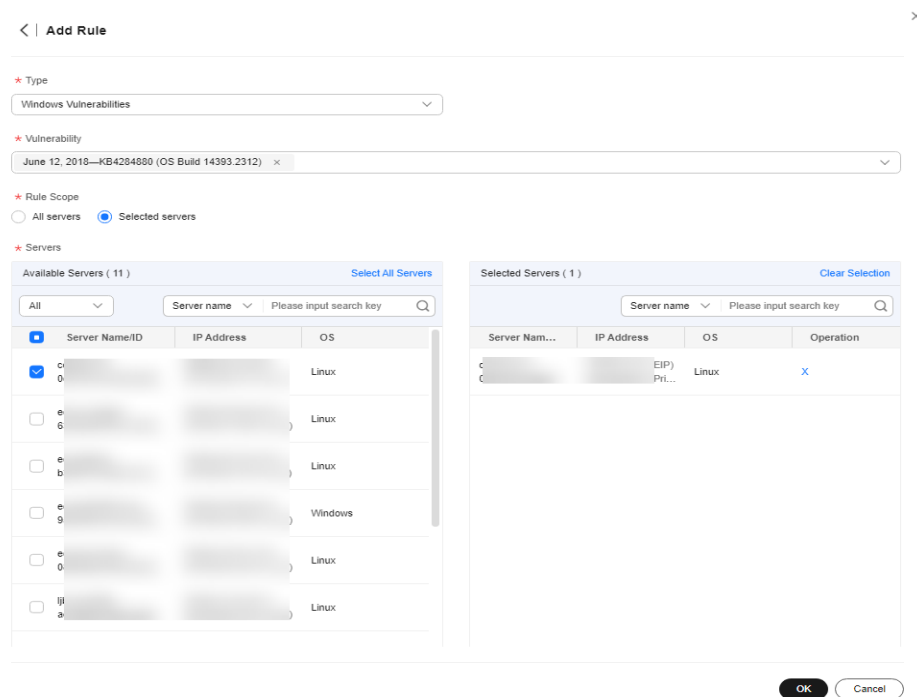 Add Rule
* Type
Windows Vulnerabilities
* Vulnerability
June 12, 2018—KB4284880 (OS Build 14393.2312) ×
* Rule Scope
All servers Selected servers
* Servers
Available Servers ( 11 ) Select All Servers
Selected Servers ( 1 ) Clear Selection
All Server name Please input search key
Server name Please input search key
Server Name/ID IP Address OS
Server Nam... IP Address OS Operation
Linux
EIP)
Pri...
Linux X
Linux
Linux
Windows
Linux
Linux
OK Cancel